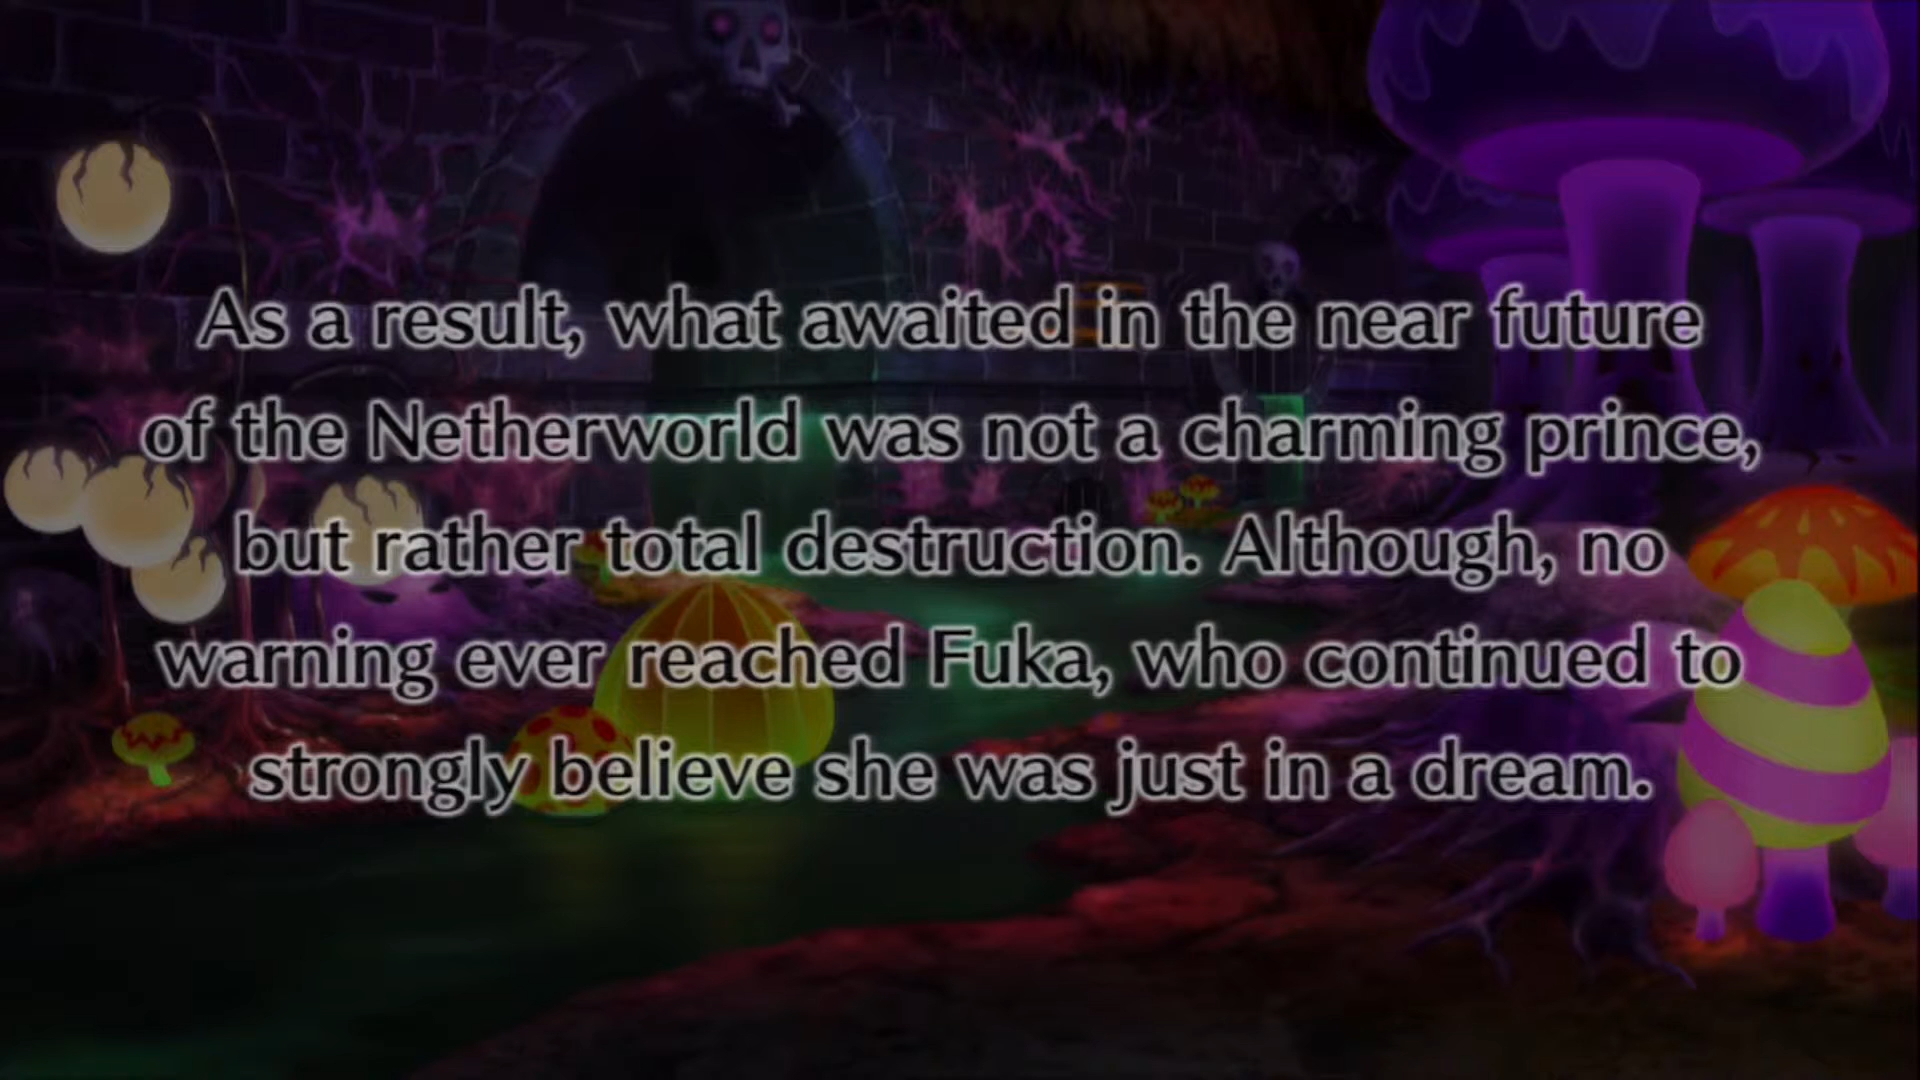 As a result, what awaited in the near future
of the Netherworld was not a charming prince,
but rather total destruction. Although, no
warning ever reached Fuka, who continued to
strongly believe she was just in a dream.